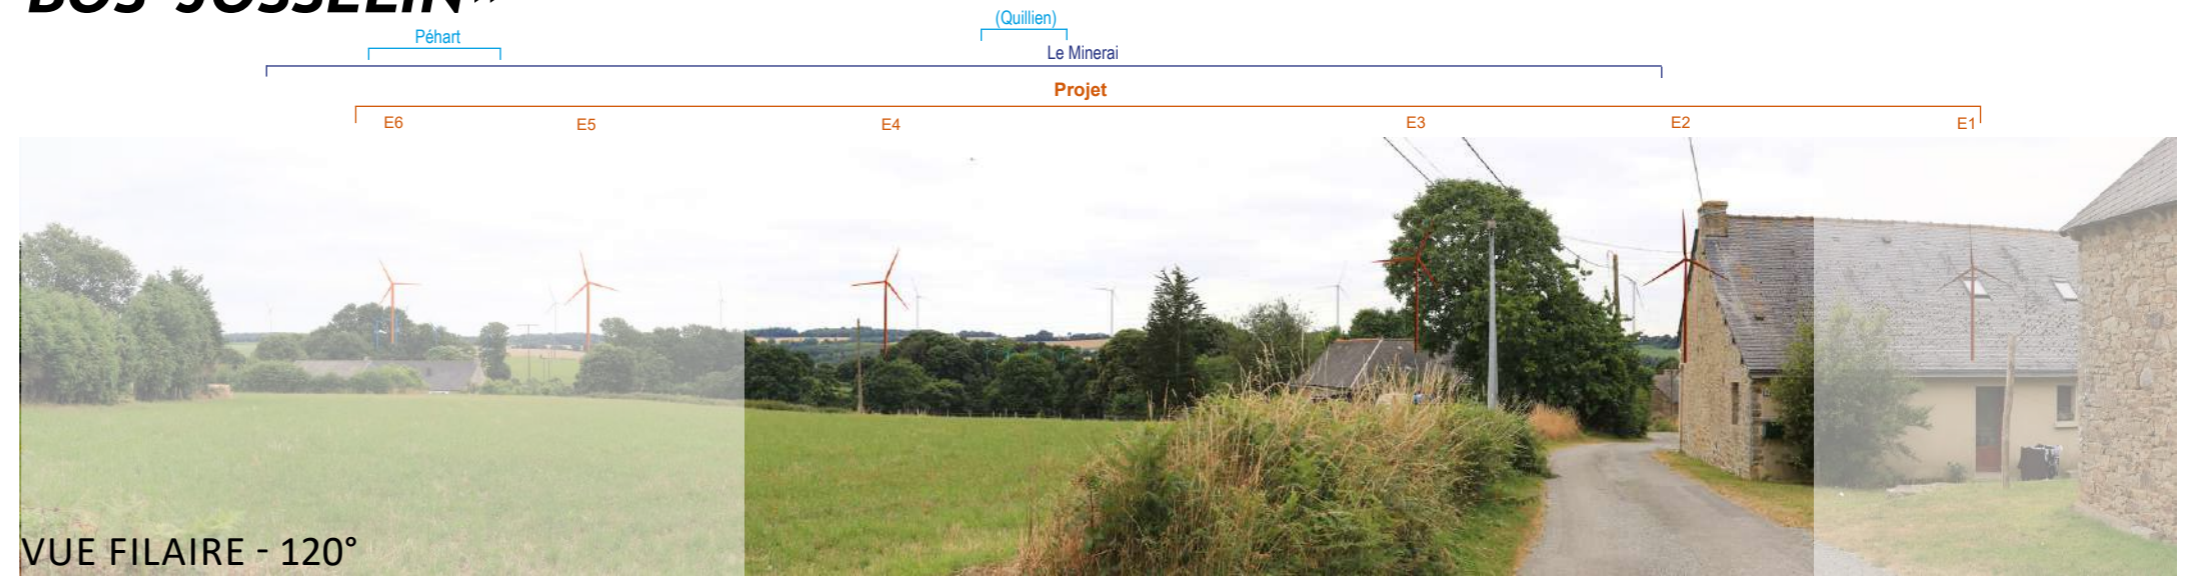 BOS JOSSELIN»
(Quillien)
Péhart
Le Minerai
Projet
E6 E5 E4 E3 E2 E1
VUE FILAIRE - 120°